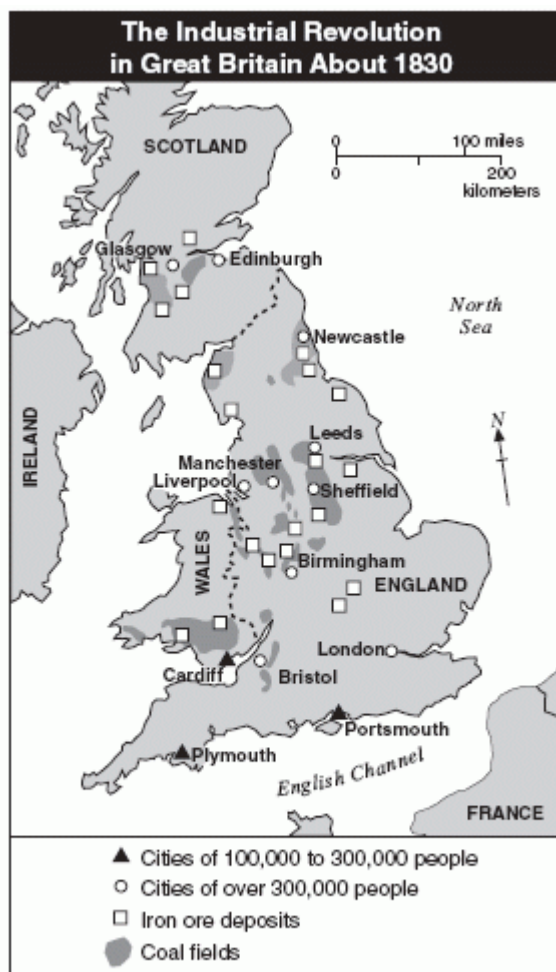 The Industrial Revolution
in Great Britain About 1830
SCOTLAND
0 100 miles
0 200
kilometers
Glasgow
Edinburgh
North
Sea
Newcastle
N
IRELAND
Leeds
Manchester
Liverpool
Sheffield
WALES
Birmingham
ENGLAND
London
Cardiff
Bristol
Portsmouth
Plymouth
English Channel
FRANCE
Cities of 100,000 to 300,000 people
Cities of over 300,000 people
Iron ore deposits
Coal fields